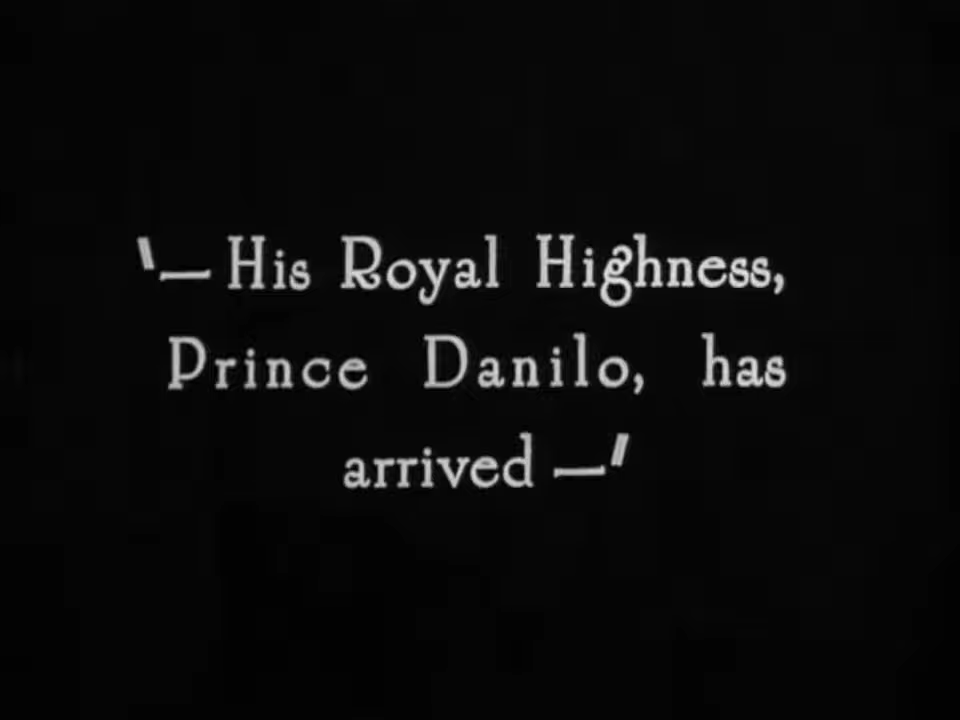 "— His Royal Highness,
Prince Danilo, has
arrived —"